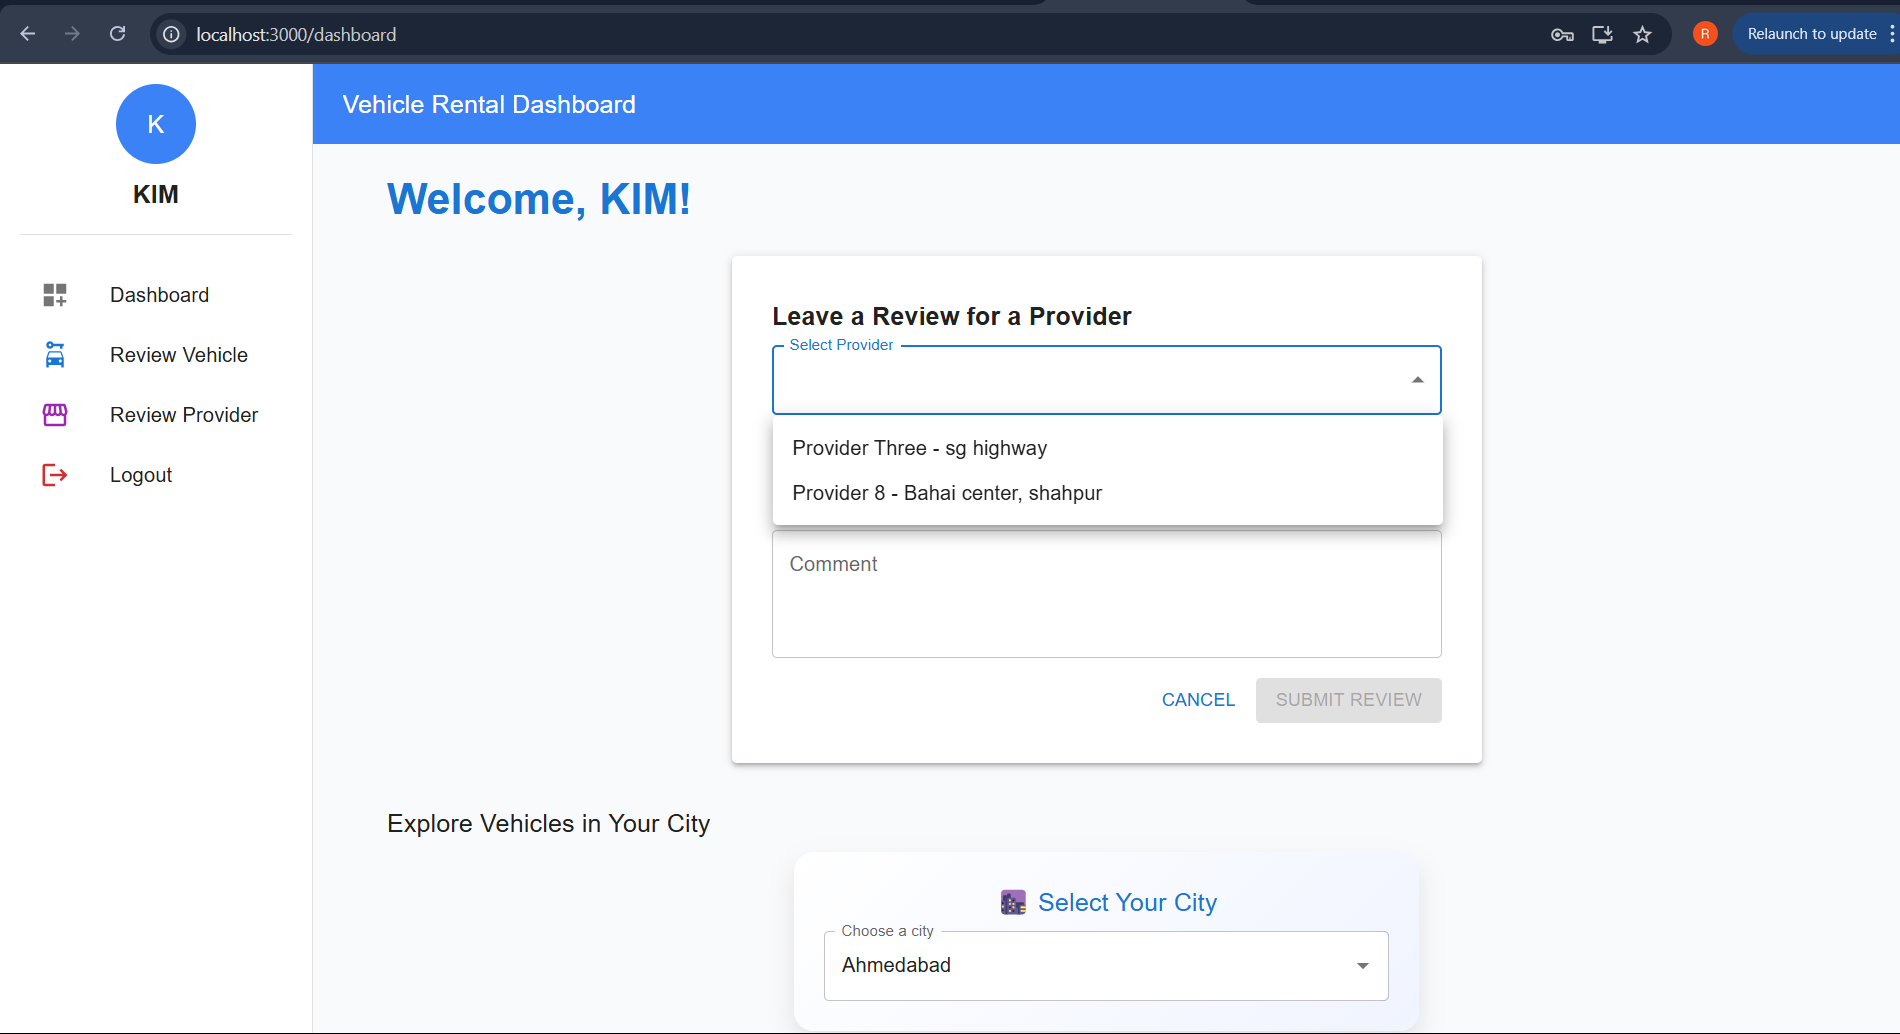 localhost:3000/dashboard
R
Relaunch to update
K
KIM
Dashboard
Review Vehicle
Review Provider
Logout
Vehicle Rental Dashboard
Welcome, KIM!
Leave a Review for a Provider
Select Provider
Provider Three - sg highway
Provider 8 - Bahai center, shahpur
Comment
CANCEL
SUBMIT REVIEW
Explore Vehicles in Your City
Select Your City
Choose a city
Ahmedabad